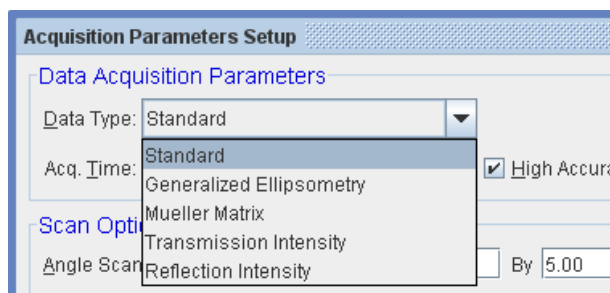 Acquisition Parameters Setup
Data Acquisition Parameters
Data Type: Standard
Standard
Acq. Time:
High Accura
Generalized Ellipsometry
Mueller Matrix
Scan Opti
Transmission Intensity
Angle Scan
Reflection Intensity
By 5.00